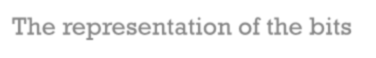 The representation of the bits